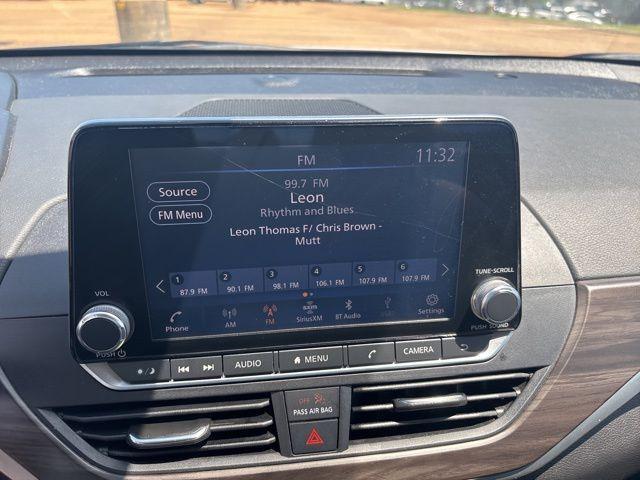 FM
11:32
Source
99.7 FM
Leon
FM Menu
Rhythm and Blues
Leon Thomas F/ Chris Brown -
Mutt
1 2 3 4 5 6
87.9 FM 90.1 FM 98.1 FM 106.1 FM 107.9 FM 107.9 FM
Phone AM FM SiriusXM BT Audio USB Settings
VOL
PUSH
TUNE·SCROLL
PUSH SOUND
AUDIO MENU CAMERA
OFF
PASS AIR BAG